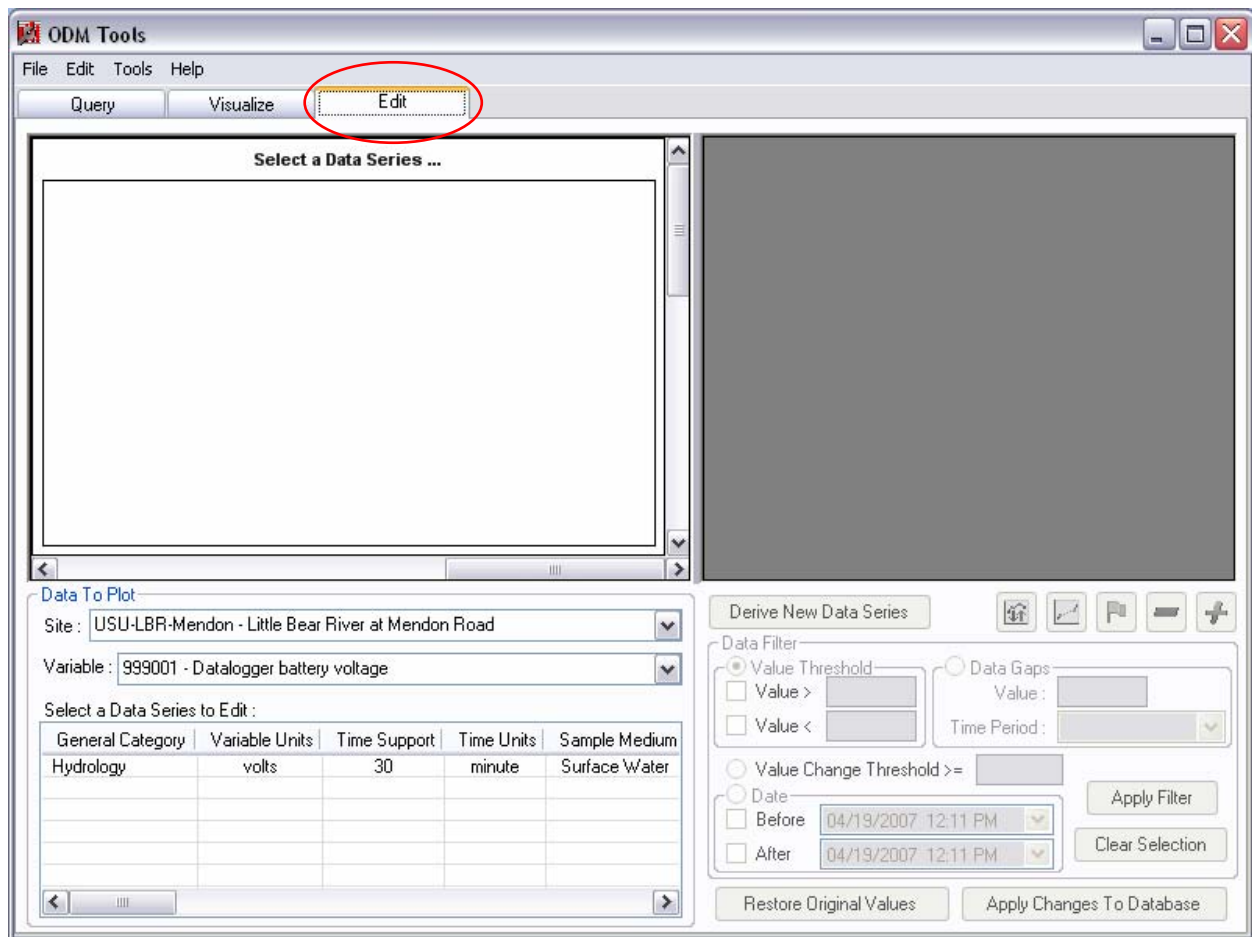 ODM Tools
File Edit Tools Help
Query Visualize Edit
Select a Data Series ...
Data To Plot
Site : USU-LBR-Mendon - Little Bear River at Mendon Road
Variable : 999001 - Datalogger battery voltage
Select a Data Series to Edit :
General Category Variable Units Time Support Time Units Sample Medium
Hydrology volts 30 minute Surface Water
Derive New Data Series
Data Filter
Value Threshold
Value >
Value <
Data Gaps
Value :
Time Period :
Value Change Threshold >=
Date
Before 04/19/2007 12:11 PM
After 04/19/2007 12:11 PM
Apply Filter
Clear Selection
Restore Original Values Apply Changes To Database